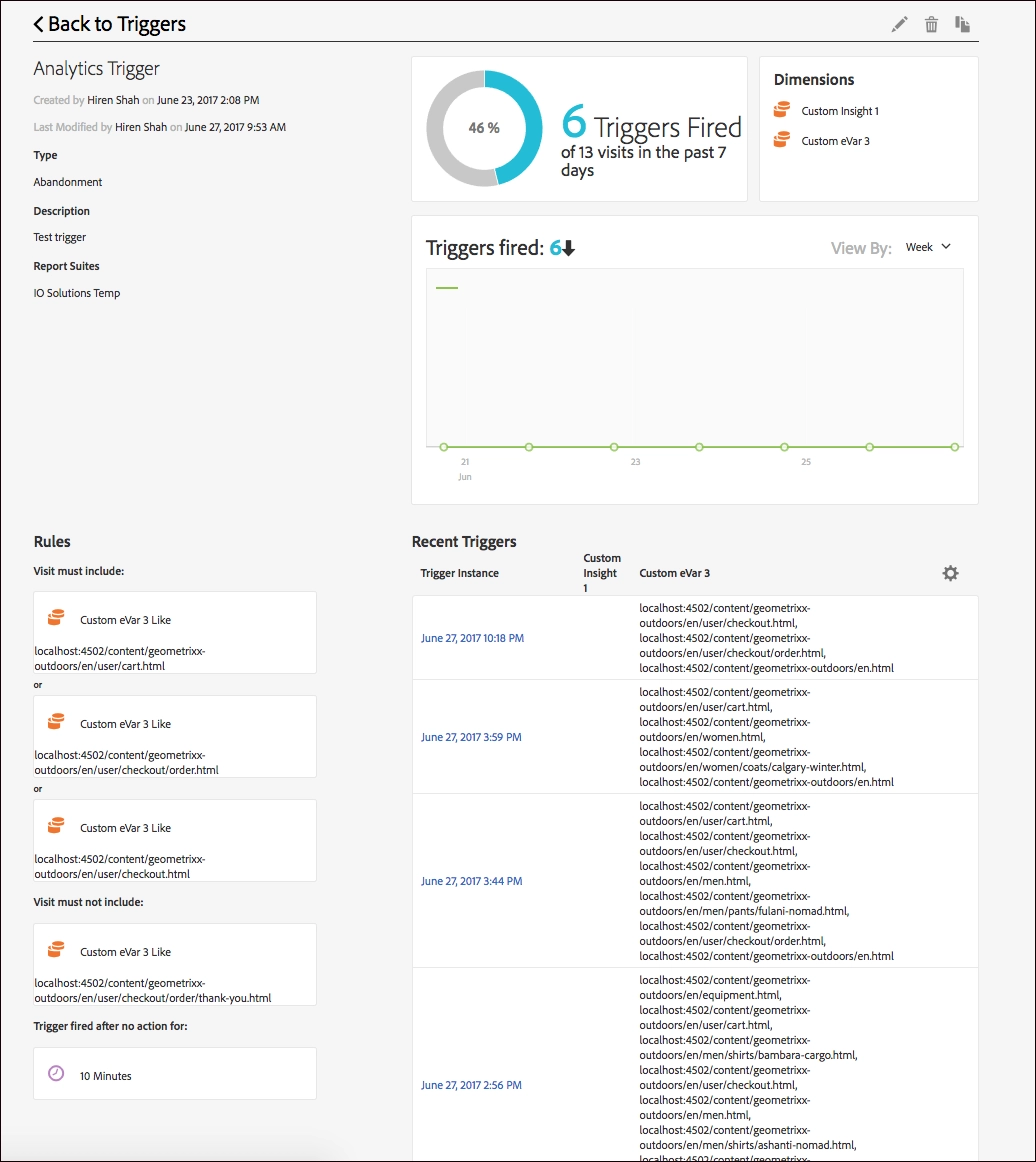 Back to Triggers
Analytics Trigger
Created by Hiren Shah on June 23, 2017 2:08 PM
Last Modified by Hiren Shah on June 27, 2017 9:53 AM
Type
Abandonment
Description
Test trigger
Report Suites
IO Solutions Temp
46 %
6 Triggers Fired
of 13 visits in the past 7
days
Dimensions
Custom Insight 1
Custom eVar 3
Triggers fired: 6
View By: Week
21
Jun
23
25
Rules
Visit must include:
Custom eVar 3 Like
localhost:4502/content/geometrixx-
outdoors/en/user/cart.html
or
Custom eVar 3 Like
localhost:4502/content/geometrixx-
outdoors/en/user/checkout/order.html
or
Custom eVar 3 Like
localhost:4502/content/geometrixx-
outdoors/en/user/checkout.html
Visit must not include:
Custom eVar 3 Like
localhost:4502/content/geometrixx-
outdoors/en/user/checkout/order/thank-you.html
Trigger fired after no action for:
10 Minutes
Recent Triggers
Trigger Instance
Custom
Insight
1
Custom eVar 3
June 27, 2017 10:18 PM
localhost:4502/content/geometrixx-
outdoors/en/user/checkout.html,
localhost:4502/content/geometrixx-
outdoors/en/user/checkout/order.html,
localhost:4502/content/geometrixx-outdoors/en.html
June 27, 2017 3:59 PM
localhost:4502/content/geometrixx-
outdoors/en/user/cart.html,
localhost:4502/content/geometrixx-
outdoors/en/women.html,
localhost:4502/content/geometrixx-
outdoors/en/women/coats/calgary-winter.html,
localhost:4502/content/geometrixx-outdoors/en.html
June 27, 2017 3:44 PM
localhost:4502/content/geometrixx-
outdoors/en/user/cart.html,
localhost:4502/content/geometrixx-
outdoors/en/user/checkout.html,
localhost:4502/content/geometrixx-
outdoors/en/men.html,
localhost:4502/content/geometrixx-
outdoors/en/men/pants/fulani-nomad.html,
localhost:4502/content/geometrixx-
outdoors/en/user/checkout/order.html,
localhost:4502/content/geometrixx-outdoors/en.html
June 27, 2017 2:56 PM
localhost:4502/content/geometrixx-
outdoors/en/equipment.html,
localhost:4502/content/geometrixx-
outdoors/en/user/cart.html,
localhost:4502/content/geometrixx-
outdoors/en/men/shirts/bambara-cargo.html,
localhost:4502/content/geometrixx-
outdoors/en/user/checkout.html,
localhost:4502/content/geometrixx-
outdoors/en/men.html,
localhost:4502/content/geometrixx-
outdoors/en/men/shirts/ashanti-nomad.html,
localhost:4502/content/geometrixx-